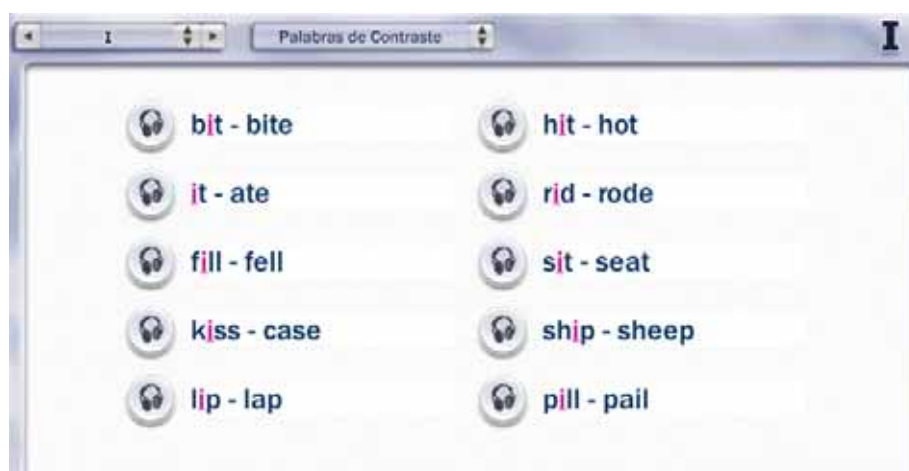 I Palabras de Contraste I
bit - bite
it - ate
fill - fell
kiss - case
lip - lap
hit - hot
rid - rode
sit - seat
ship - sheep
pill - pail